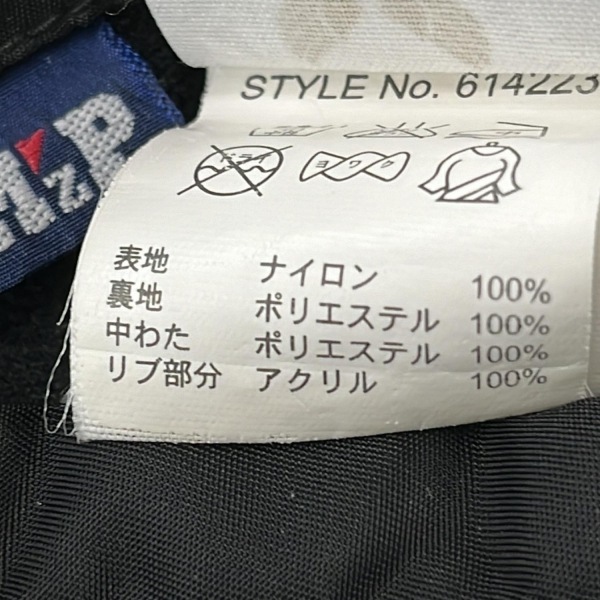 STYLE No. 614223
ドライ
ヨワク
表地 ナイロン 100%
裏地 ポリエステル 100%
中わた ポリエステル 100%
リブ部分 アクリル 100%